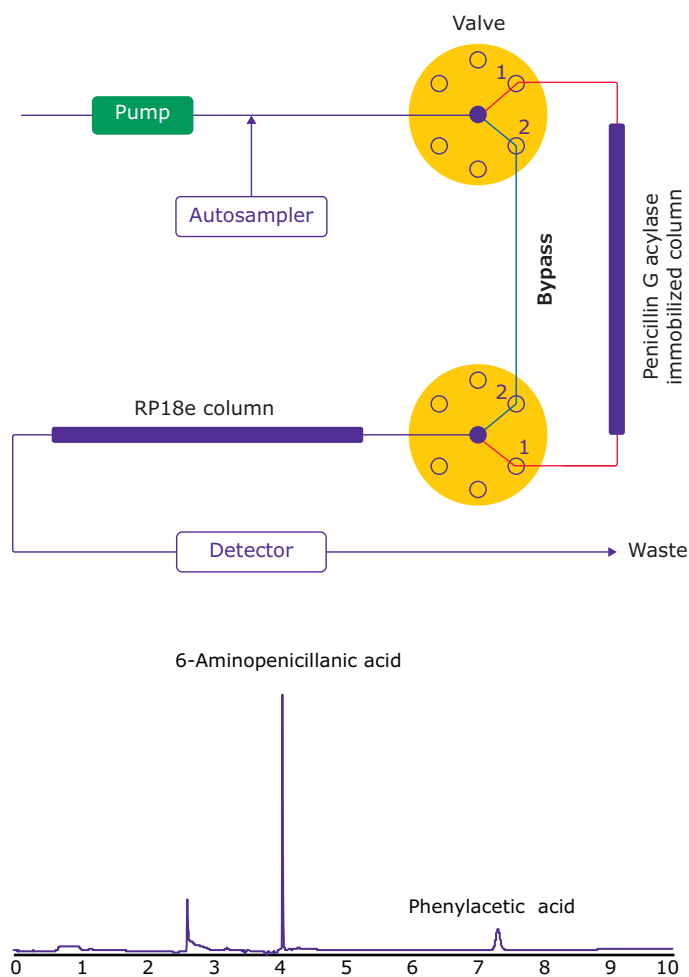 Valve
1
Pump
2
Autosampler
Bypass
Penicillin G acylase
immobilized column
2
RP18e column
1
Detector
Waste
6-Aminopenicillanic acid
Phenylacetic acid
0 1 2 3 4 5 6 7 8 9 10